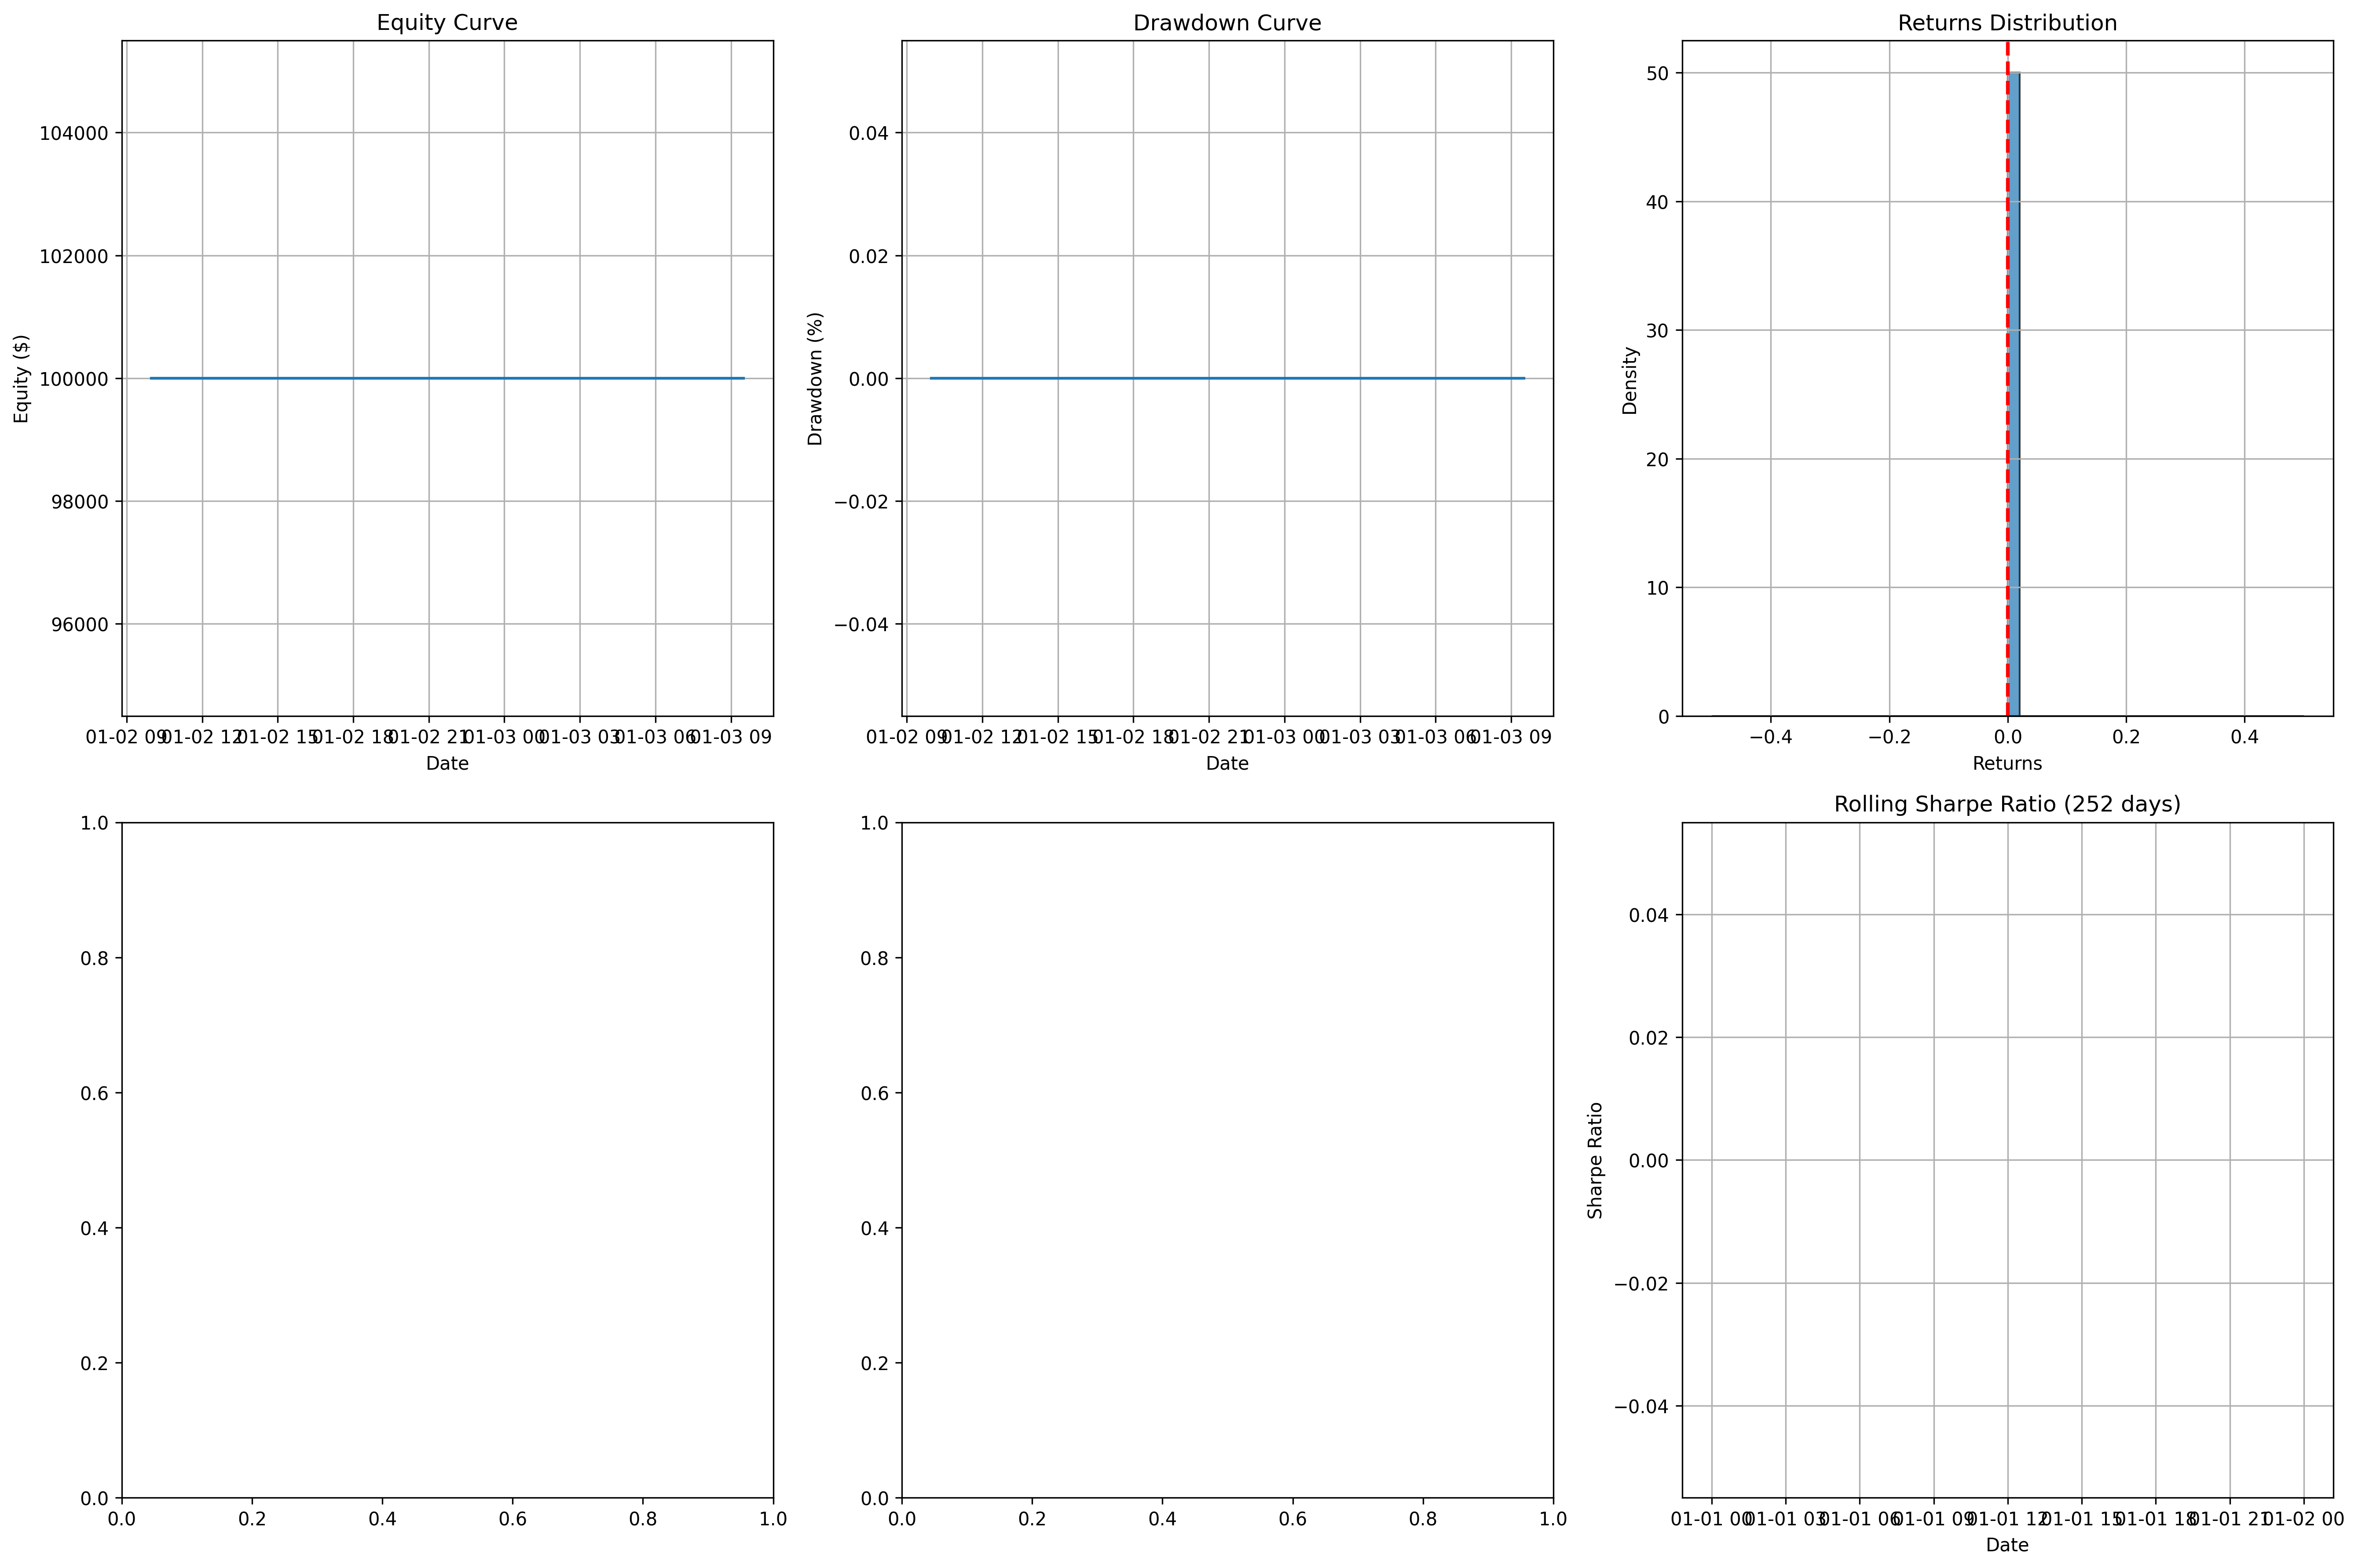 Equity Curve
Equity ($)
104000
102000
100000
98000
96000
01-02 09 01-02 12 01-02 15 01-02 18 01-02 21 01-03 00 01-03 03 01-03 06 01-03 09
Date
Drawdown Curve
Drawdown (%)
0.04
0.02
0.00
−0.02
−0.04
01-02 09 01-02 12 01-02 15 01-02 18 01-02 21 01-03 00 01-03 03 01-03 06 01-03 09
Date
Returns Distribution
Density
50
40
30
20
10
0
−0.4 −0.2 0.0 0.2 0.4
Returns
1.0
0.8
0.6
0.4
0.2
0.0
0.0 0.2 0.4 0.6 0.8 1.0
1.0
0.8
0.6
0.4
0.2
0.0
0.0 0.2 0.4 0.6 0.8 1.0
Rolling Sharpe Ratio (252 days)
Sharpe Ratio
0.04
0.02
0.00
−0.02
−0.04
01-01 00 01-01 03 01-01 06 01-01 09 01-01 12 01-01 15 01-01 18 01-01 21 01-02 00
Date